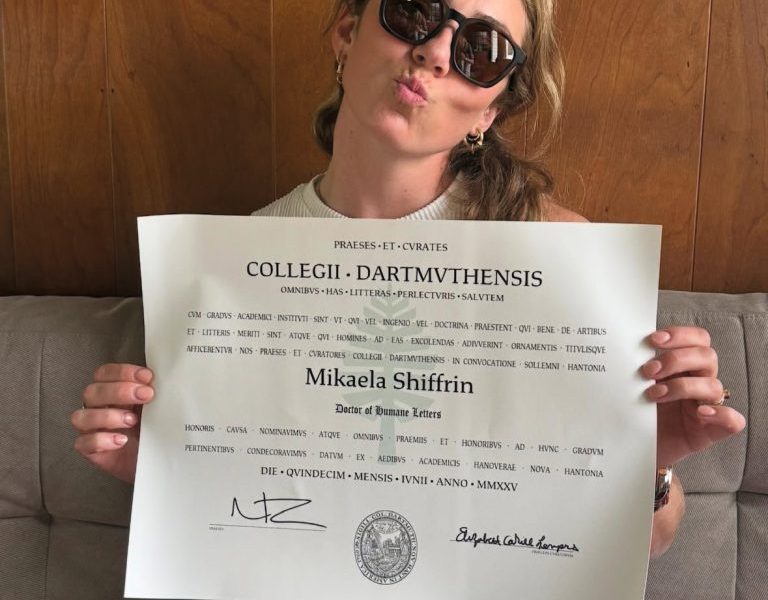 PRAESES • ET • CVRATES
COLLEGII • DARTMVTHENSIS
OMNIBVS • HAS • LITTERAS • PERLECTVRIS • SALVTEM
CVM · GRADVS · ACADEMICI · INSTITVTI · SINT · VT · QVI · VEL · INGENIO · VEL · DOCTRINA · PRAESTENT · QVI · BENE · DE · ARTIBVS
ET · LITTERIS · MERITI · SINT · ATQVE · QVI · HOMINES · AD · EAS · EXCOLENDAS · ADIVVERINT · ORNAMENTIS · TITVLISQVE
AFFICERENTVR · NOS · PRAESES · ET · CVRATORES · COLLEGII · DARTMVTHENSIS · IN · CONVOCATIONE · SOLLEMNI · HANTONIA
Mikaela Shiffrin
Doctor of Humane Letters
HONORIS · CAVSA · NOMINAVIMVS · ATQVE · OMNIBVS · PRAEMIIS · ET · HONORIBVS · AD · HVNC · GRADVM
PERTINENTIBVS · CONDECORAVIMVS · DATVM · EX · AEDIBVS · ACADEMICIS · HANOVERAE · NOVA · HANTONIA
DIE • QVINDECIM • MENSIS • IVNII • ANNO • MMXXV
Elizabeth Cahill Lempres